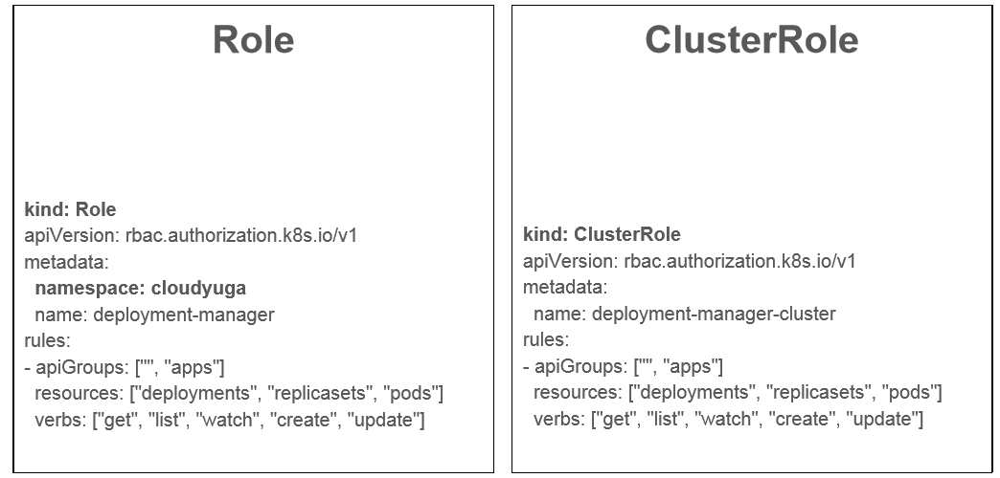 Role
kind: Role
apiVersion: rbac.authorization.k8s.io/v1
metadata:
  namespace: cloudyuga
  name: deployment-manager
rules:
- apiGroups: ["", "apps"]
  resources: ["deployments", "replicasets", "pods"]
  verbs: ["get", "list", "watch", "create", "update"]
ClusterRole
kind: ClusterRole
apiVersion: rbac.authorization.k8s.io/v1
metadata:
  name: deployment-manager-cluster
rules:
- apiGroups: ["", "apps"]
  resources: ["deployments", "replicasets", "pods"]
  verbs: ["get", "list", "watch", "create", "update"]